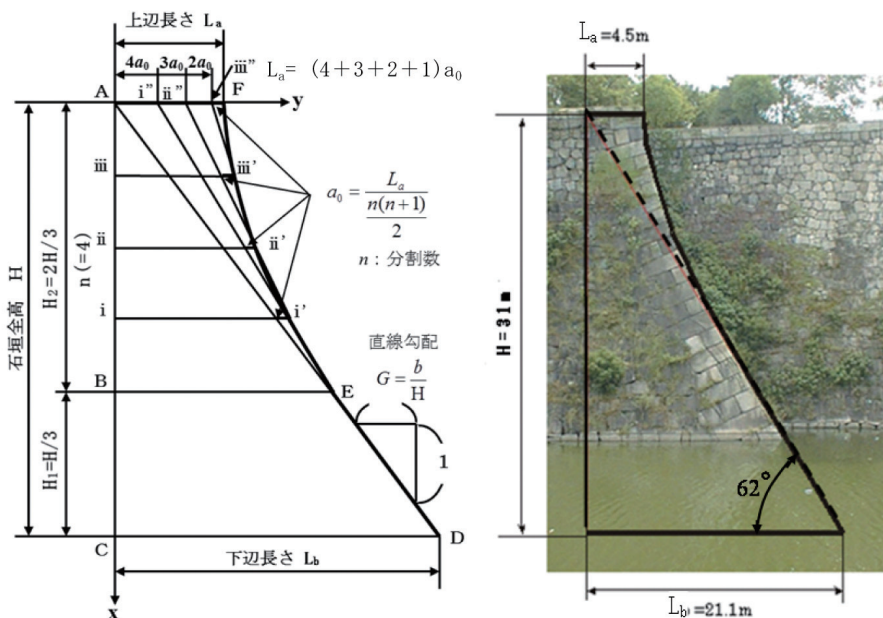 上辺長さ Lₐ
4a₀ 3a₀ 2a₀ iii”
Lₐ= (4+3+2+1)a₀
A i” ii” F y
iii iii’
a₀ = Lₐ / (n(n+1)/2)
n：分割数
ii ii’
i i’
石垣全高 H
H₂=2H/3
n (=4)
直線勾配
G = b/H
B E
1
H₁=H/3
C D
下辺長さ L_b
x
Lₐ=4.5m
H=31m
62°
L_b=21.1m